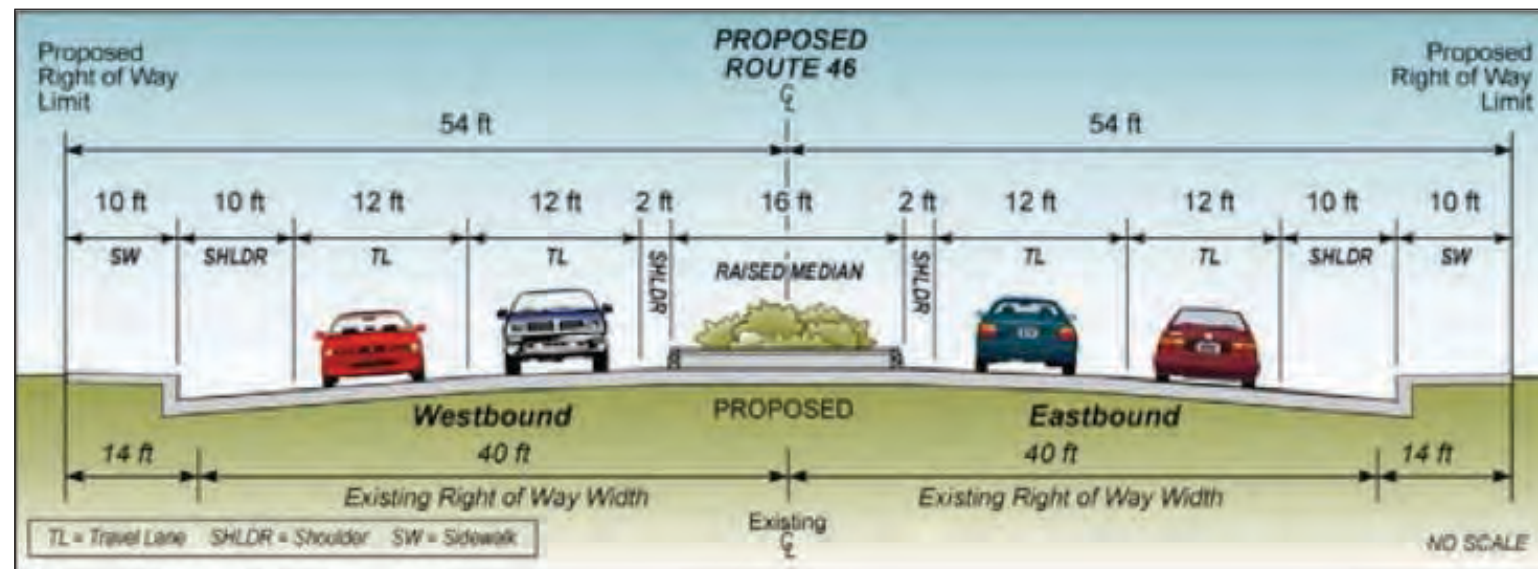 PROPOSED
ROUTE 46
℄
Proposed
Right of Way
Limit
Proposed
Right of Way
Limit
54 ft
54 ft
10 ft
10 ft
12 ft
12 ft
2 ft
16 ft
2 ft
12 ft
12 ft
10 ft
10 ft
SW
SHLDR
TL
TL
SHLDR
RAISED MEDIAN
SHLDR
TL
TL
SHLDR
SW
Westbound
PROPOSED
Eastbound
14 ft
40 ft
40 ft
14 ft
Existing Right of Way Width
Existing Right of Way Width
Existing
℄
TL = Travel Lane SHLDR = Shoulder SW = Sidewalk
NO SCALE